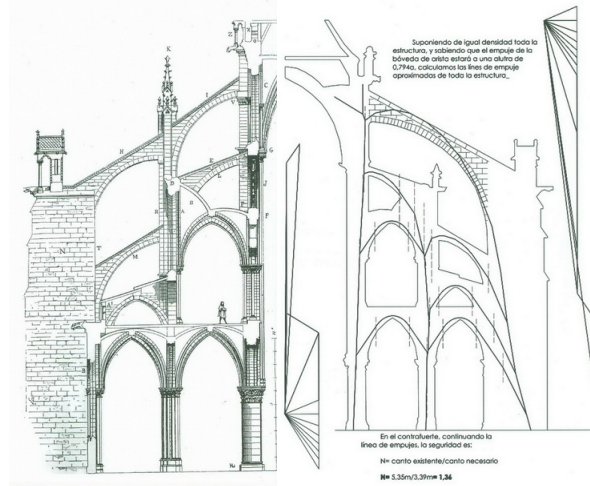 K
I
V
C
H
G
E
L
J
D
B
B
A
F
N
T
M
Suponiendo de igual densidad toda la
estructura, y sabiendo que el empuje de la
bóveda de arista estará a una alutra de
0,794a, calculamos las línes de empuje
aproximadas de toda la estructura_
En el contrafuerte, continuando la
línea de empujes, la seguridad es:
N= canto existente/canto necesario
N= 5,35m/3,39m= 1,36